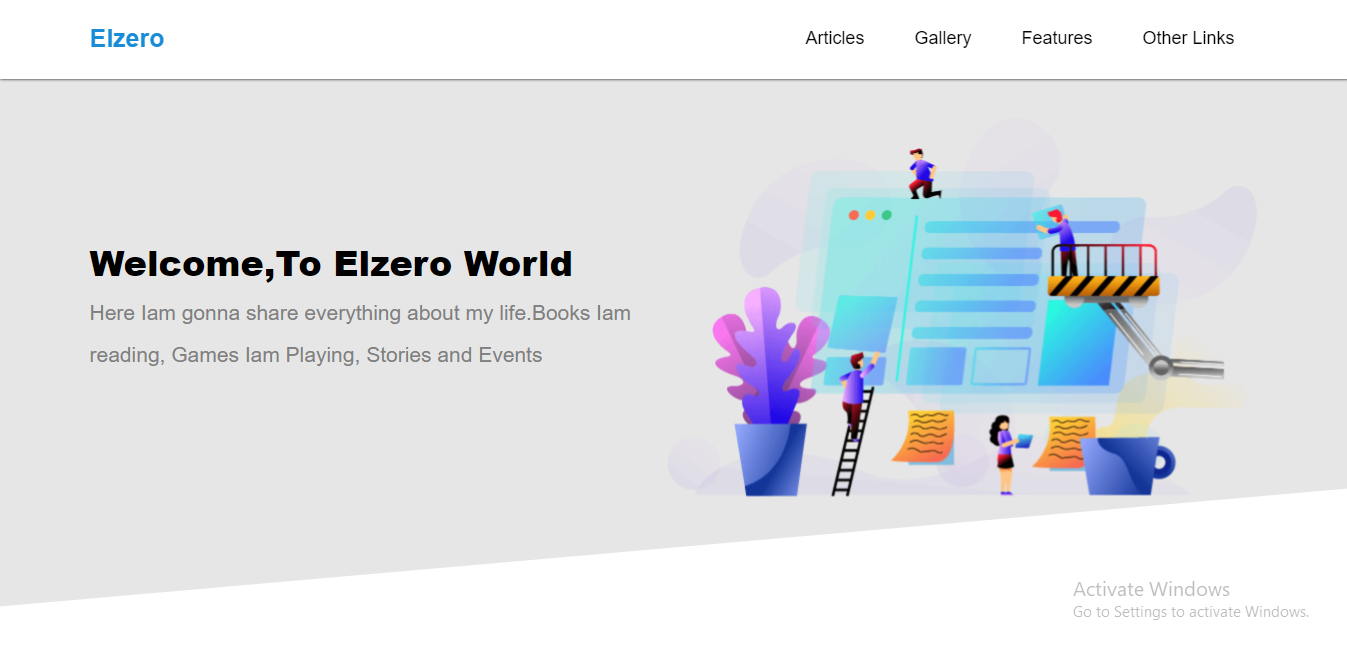 Elzero
Articles
Gallery
Features
Other Links
Welcome,To Elzero World
Here Iam gonna share everything about my life.Books Iam
reading, Games Iam Playing, Stories and Events
Activate Windows
Go to Settings to activate Windows.